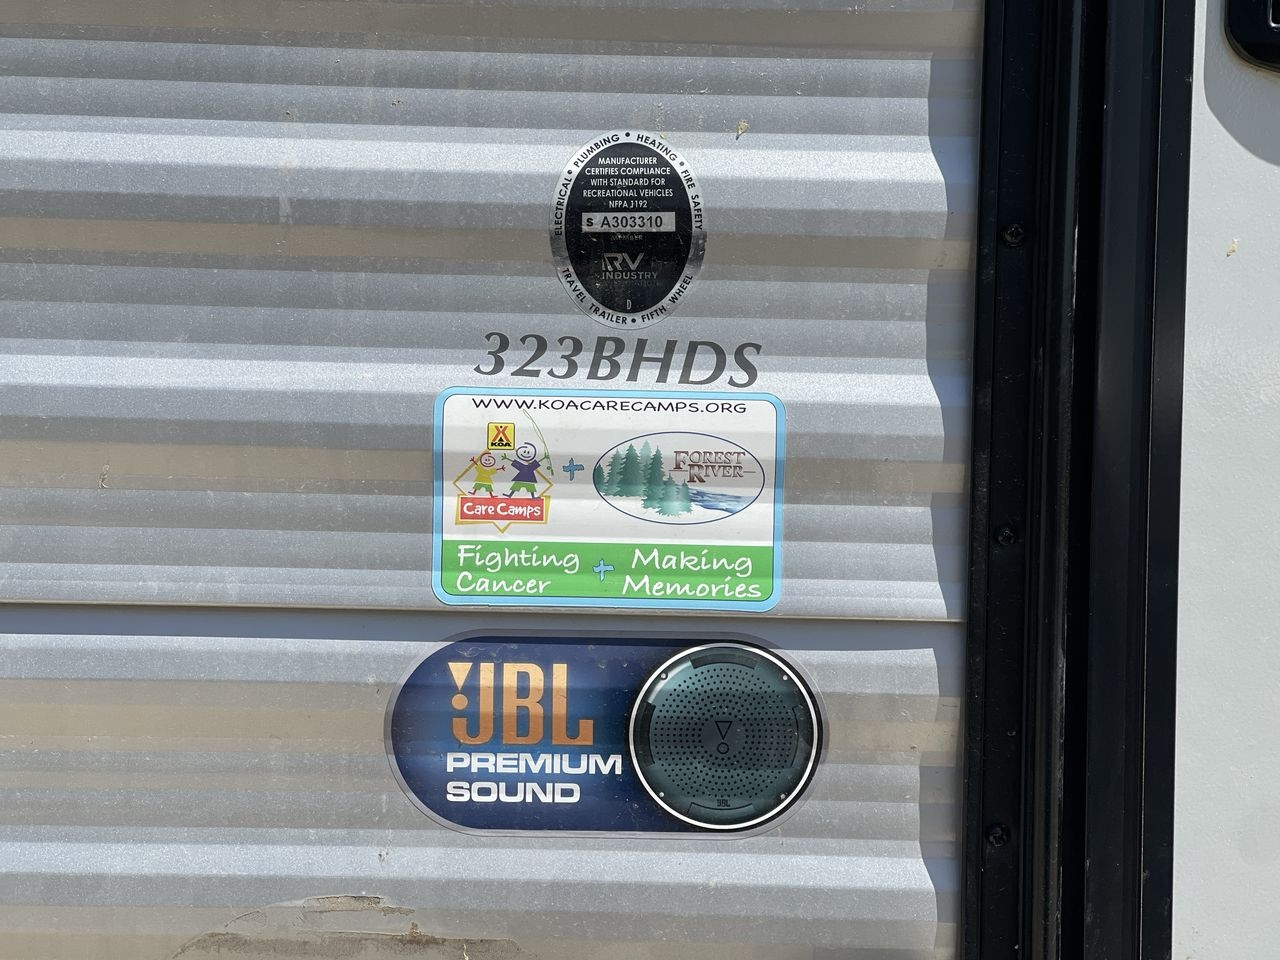 ELECTRICAL • PLUMBING • HEATING • FIRE SAFETY
MANUFACTURER
CERTIFIES COMPLIANCE
WITH STANDARD FOR
RECREATIONAL VEHICLES
NFPA 1192
S A303310
MEMBER
RV
INDUSTRY
D
TRAVEL TRAILER • FIFTH WHEEL
323BHDS
WWW.KOACARECAMPS.ORG
KOA
Care Camps
+
FOREST
RIVER
Fighting + Making
Cancer Memories
JBL
PREMIUM
SOUND
JBL